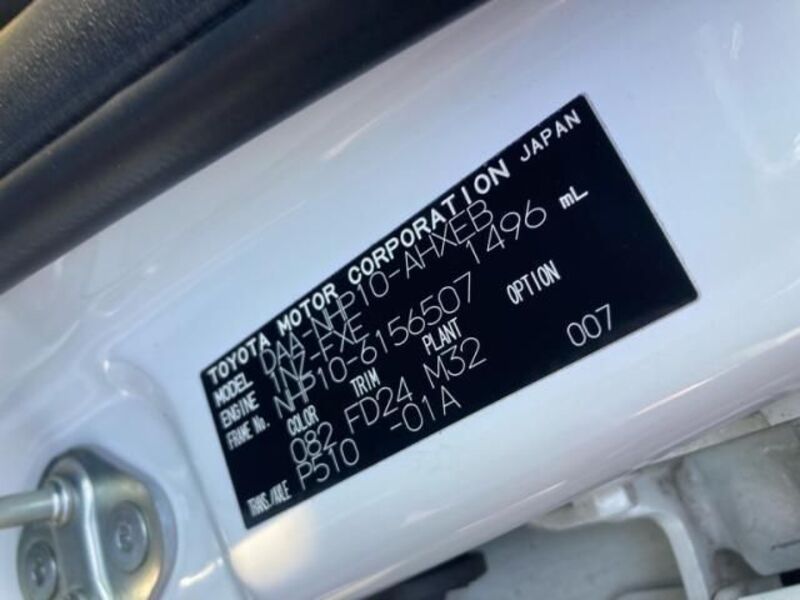 TOYOTA MOTOR CORPORATION JAPAN
MODEL DAA-NHP10-AHXEB
ENGINE 1NZ-FXE 1496 mL
FRAME No. NHP10-6156507
COLOR TRIM PLANT OPTION
082 FD24 M32 007
TRANS./AXLE P510 -01A